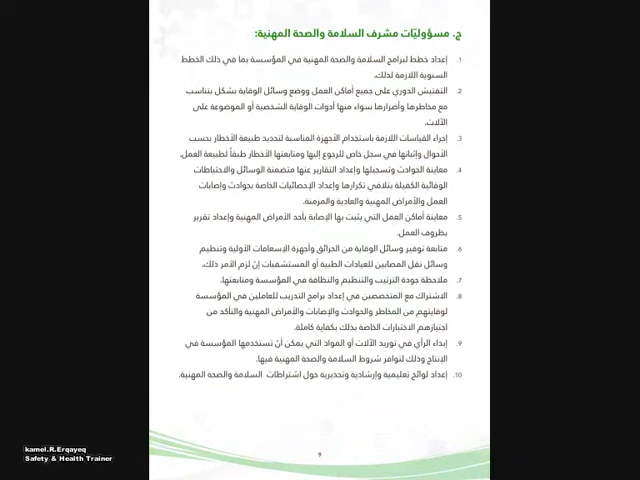 ج. مسؤوليّات مشرف السلامة والصحة المهنية:
1. إعداد خطط لبرامج السلامة والصحة المهنية في المؤسسة بما في ذلك الخطط
السنوية اللازمة لذلك.
2. التفتيش الدوري على جميع أماكن العمل ووضع وسائل الوقاية بشكل يتناسب
مع مخاطرها وأضرارها سواء منها أدوات الوقاية الشخصية أو الموضوعة على
الآلات.
3. إجراء القياسات اللازمة باستخدام الأجهزة المناسبة لتحديد طبيعة الأخطار بحسب
الأحوال وإثباتها في سجل خاص للرجوع إليها ومتابعتها الأخطار طبقاً لطبيعة العمل.
4. معاينة الحوادث وتسجيلها وإعداد التقارير عنها متضمنة الوسائل والاحتياطات
الوقائية الكفيلة بتلافي تكرارها وإعداد الإحصائيات الخاصة بحوادث وإصابات
العمل والأمراض المهنية والعادية والمزمنة.
5. معاينة أماكن العمل التي يثبت بها الإصابة بأحد الأمراض المهنية وإعداد تقرير
بظروف العمل.
6. متابعة توفير وسائل الوقاية من الحرائق وأجهزة الإسعافات الأولية وتنظيم
وسائل نقل المصابين للعيادات الطبية أو المستشفيات إنْ لزم الأمر ذلك.
7. ملاحظة جودة الترتيب والتنظيم والنظافة في المؤسسة ومتابعتها.
8. الاشتراك مع المتخصصين في إعداد برامج التدريب للعاملين في المؤسسة
لوقايتهم من المخاطر والحوادث والإصابات والأمراض المهنية والتأكد من
اجتيازهم الاختبارات الخاصة بذلك بكفاية كاملة.
9. إبداء الرأي في توريد الآلات أو المواد التي يمكن أنْ تستخدمها المؤسسة في
الإنتاج وذلك لتوافر شروط السلامة والصحة المهنية فيها.
10. إعداد لوائح تعليمية وإرشادية وتحذيرية حول اشتراطات السلامة والصحة المهنية.
9
kamel.R.Erqayeq
Safety & Health Trainer